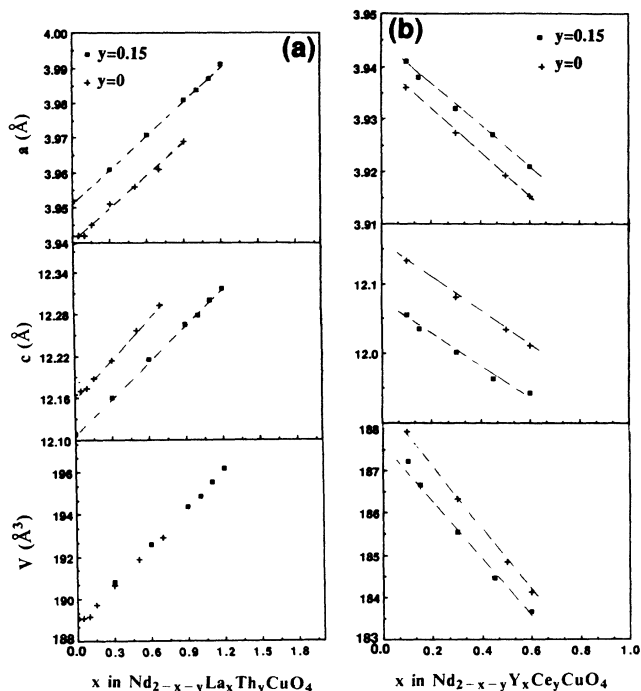 (a)
y=0.15
y=0
a (Å)
4.00
3.99
3.98
3.97
3.96
3.95
3.94
c (Å)
12.34
12.28
12.22
12.16
12.10
V (Å³)
196
194
192
190
188
0.0 0.3 0.6 0.9 1.2 1.5 1.8
x in Nd₂₋ₓ₋yLaₓThyCuO₄
(b)
y=0.15
y=0
3.95
3.94
3.93
3.92
3.91
12.1
12.0
188
187
186
185
184
183
0.0 0.2 0.4 0.6 0.8 1.0
x in Nd₂₋ₓ₋yYₓCeyCuO₄